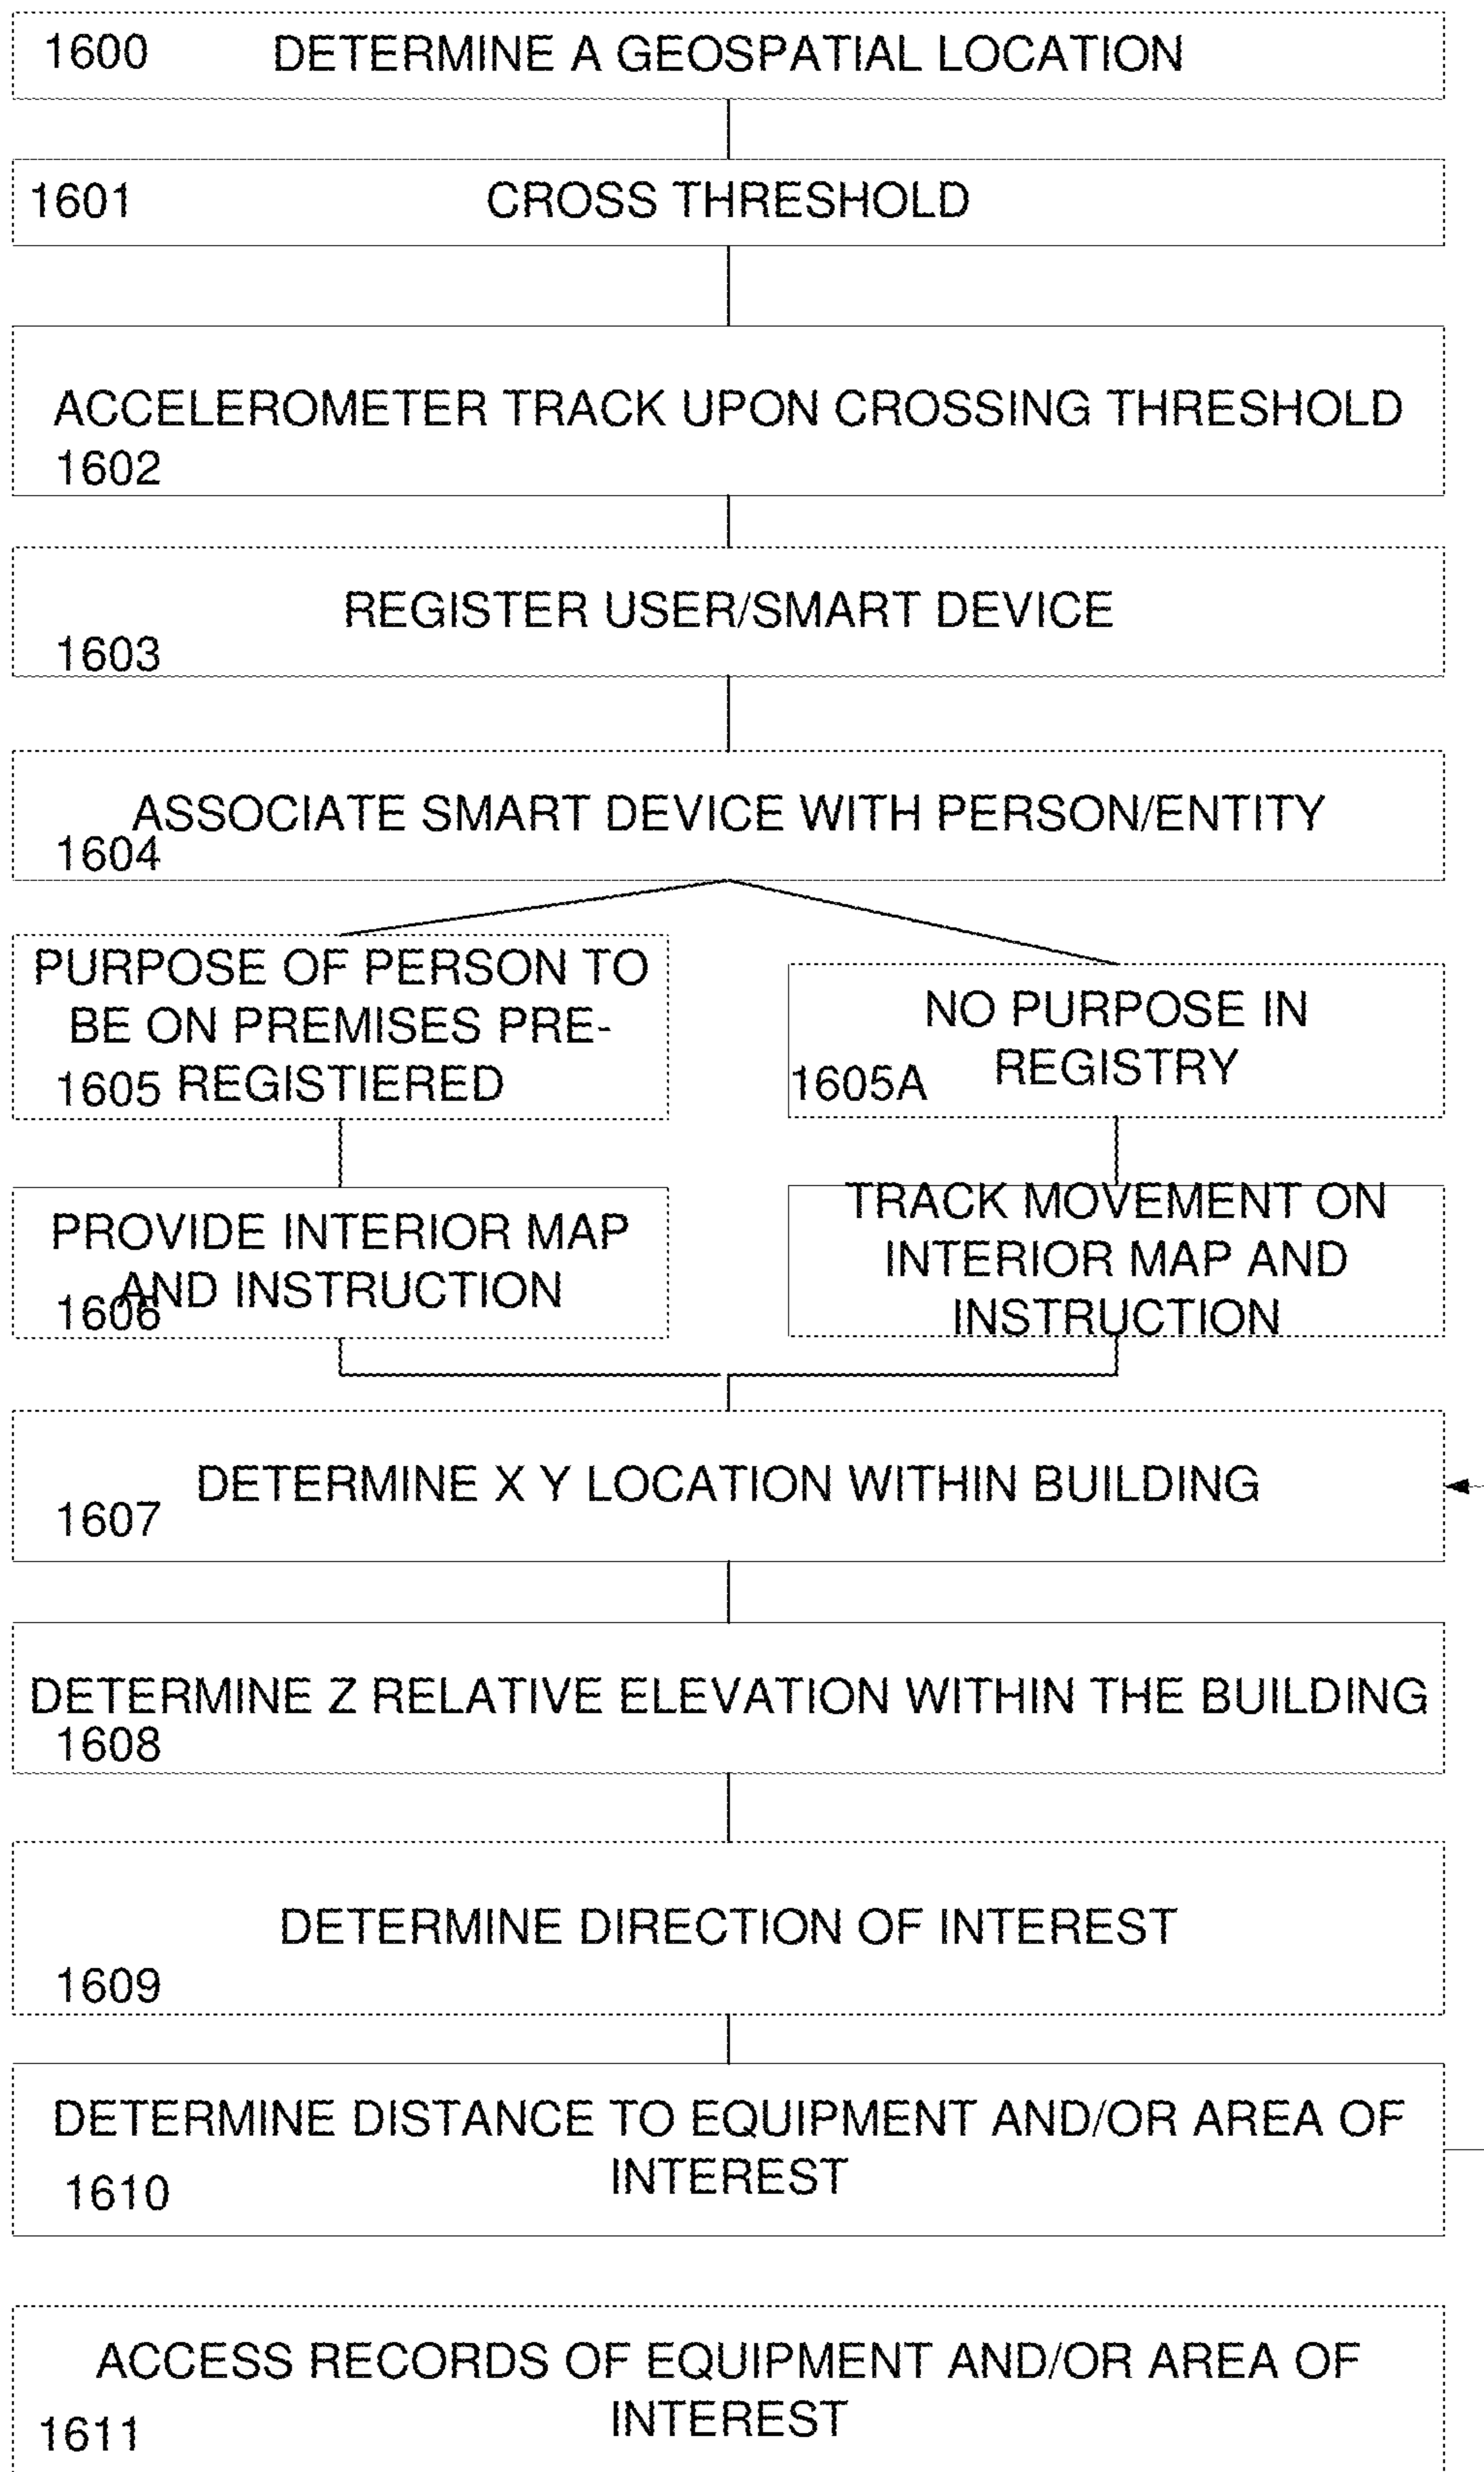 1600 DETERMINE A GEOSPATIAL LOCATION
1601 CROSS THRESHOLD
ACCELEROMETER TRACK UPON CROSSING THRESHOLD
1602
REGISTER USER/SMART DEVICE
1603
ASSOCIATE SMART DEVICE WITH PERSON/ENTITY
1604
PURPOSE OF PERSON TO
BE ON PREMISES PRE-
1605 REGISTIERED
NO PURPOSE IN
REGISTRY
1605A
PROVIDE INTERIOR MAP
AND INSTRUCTION
1606
TRACK MOVEMENT ON
INTERIOR MAP AND
INSTRUCTION
DETERMINE X Y LOCATION WITHIN BUILDING
1607
DETERMINE Z RELATIVE ELEVATION WITHIN THE BUILDING
1608
DETERMINE DIRECTION OF INTEREST
1609
DETERMINE DISTANCE TO EQUIPMENT AND/OR AREA OF
INTEREST
1610
ACCESS RECORDS OF EQUIPMENT AND/OR AREA OF
INTEREST
1611